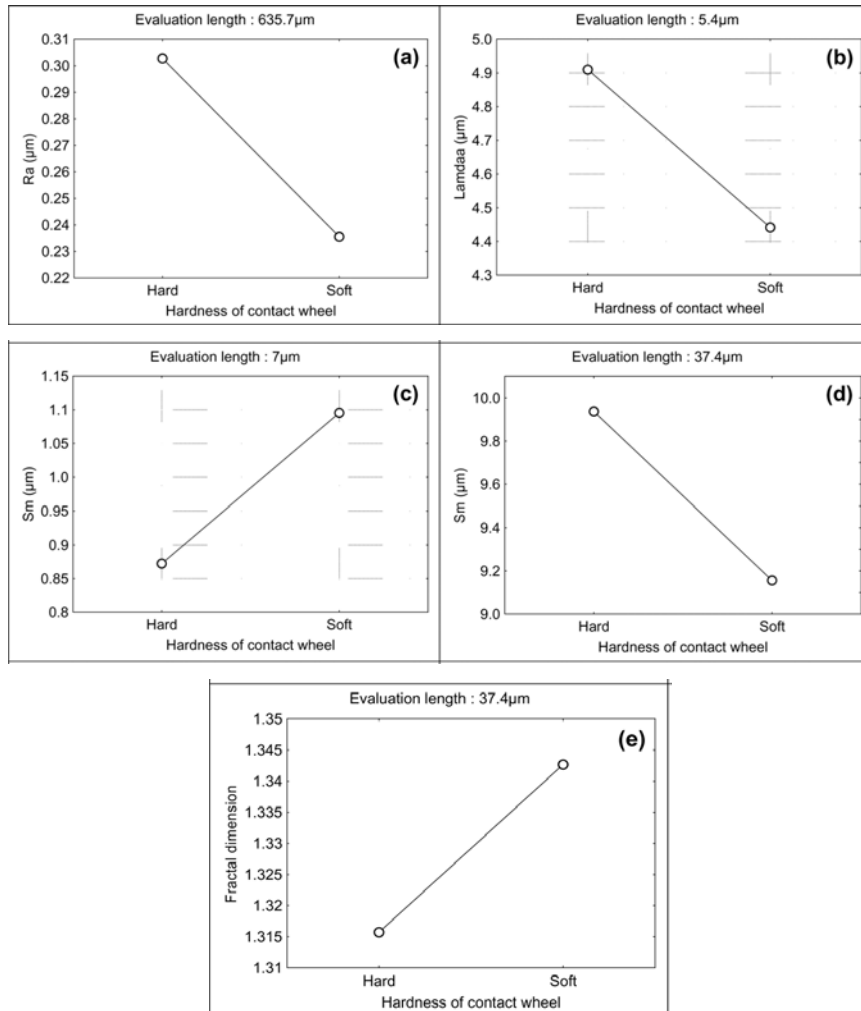 Evaluation length : 635.7µm
(a)
0.31
0.30
0.29
0.28
0.27
0.26
0.25
0.24
0.23
0.22
Ra (µm)
Hard Soft
Hardness of contact wheel
Evaluation length : 5.4µm
(b)
5.0
4.9
4.8
4.7
4.6
4.5
4.4
4.3
Lamdaa (µm)
Hard Soft
Hardness of contact wheel
Evaluation length : 7µm
(c)
1.15
1.1
1.05
1.0
0.95
0.9
0.85
0.8
Sm (µm)
Hard Soft
Hardness of contact wheel
Evaluation length : 37.4µm
(d)
10.0
9.8
9.6
9.4
9.2
9.0
Sm (µm)
Hard Soft
Hardness of contact wheel
Evaluation length : 37.4µm
(e)
1.35
1.345
1.34
1.335
1.33
1.325
1.32
1.315
1.31
Fractal dimension
Hard Soft
Hardness of contact wheel